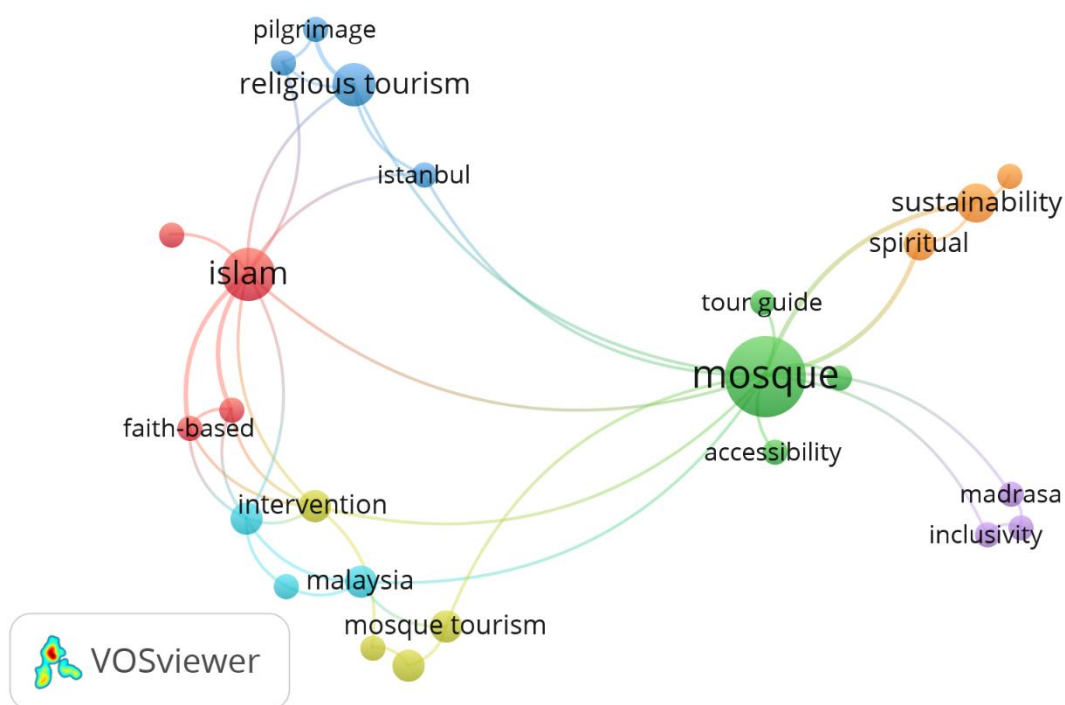 pilgrimage
religious tourism
istanbul
sustainability
spiritual
islam
tour guide
mosque
faith-based
accessibility
intervention
madrasa
inclusivity
malaysia
mosque tourism
VOSviewer